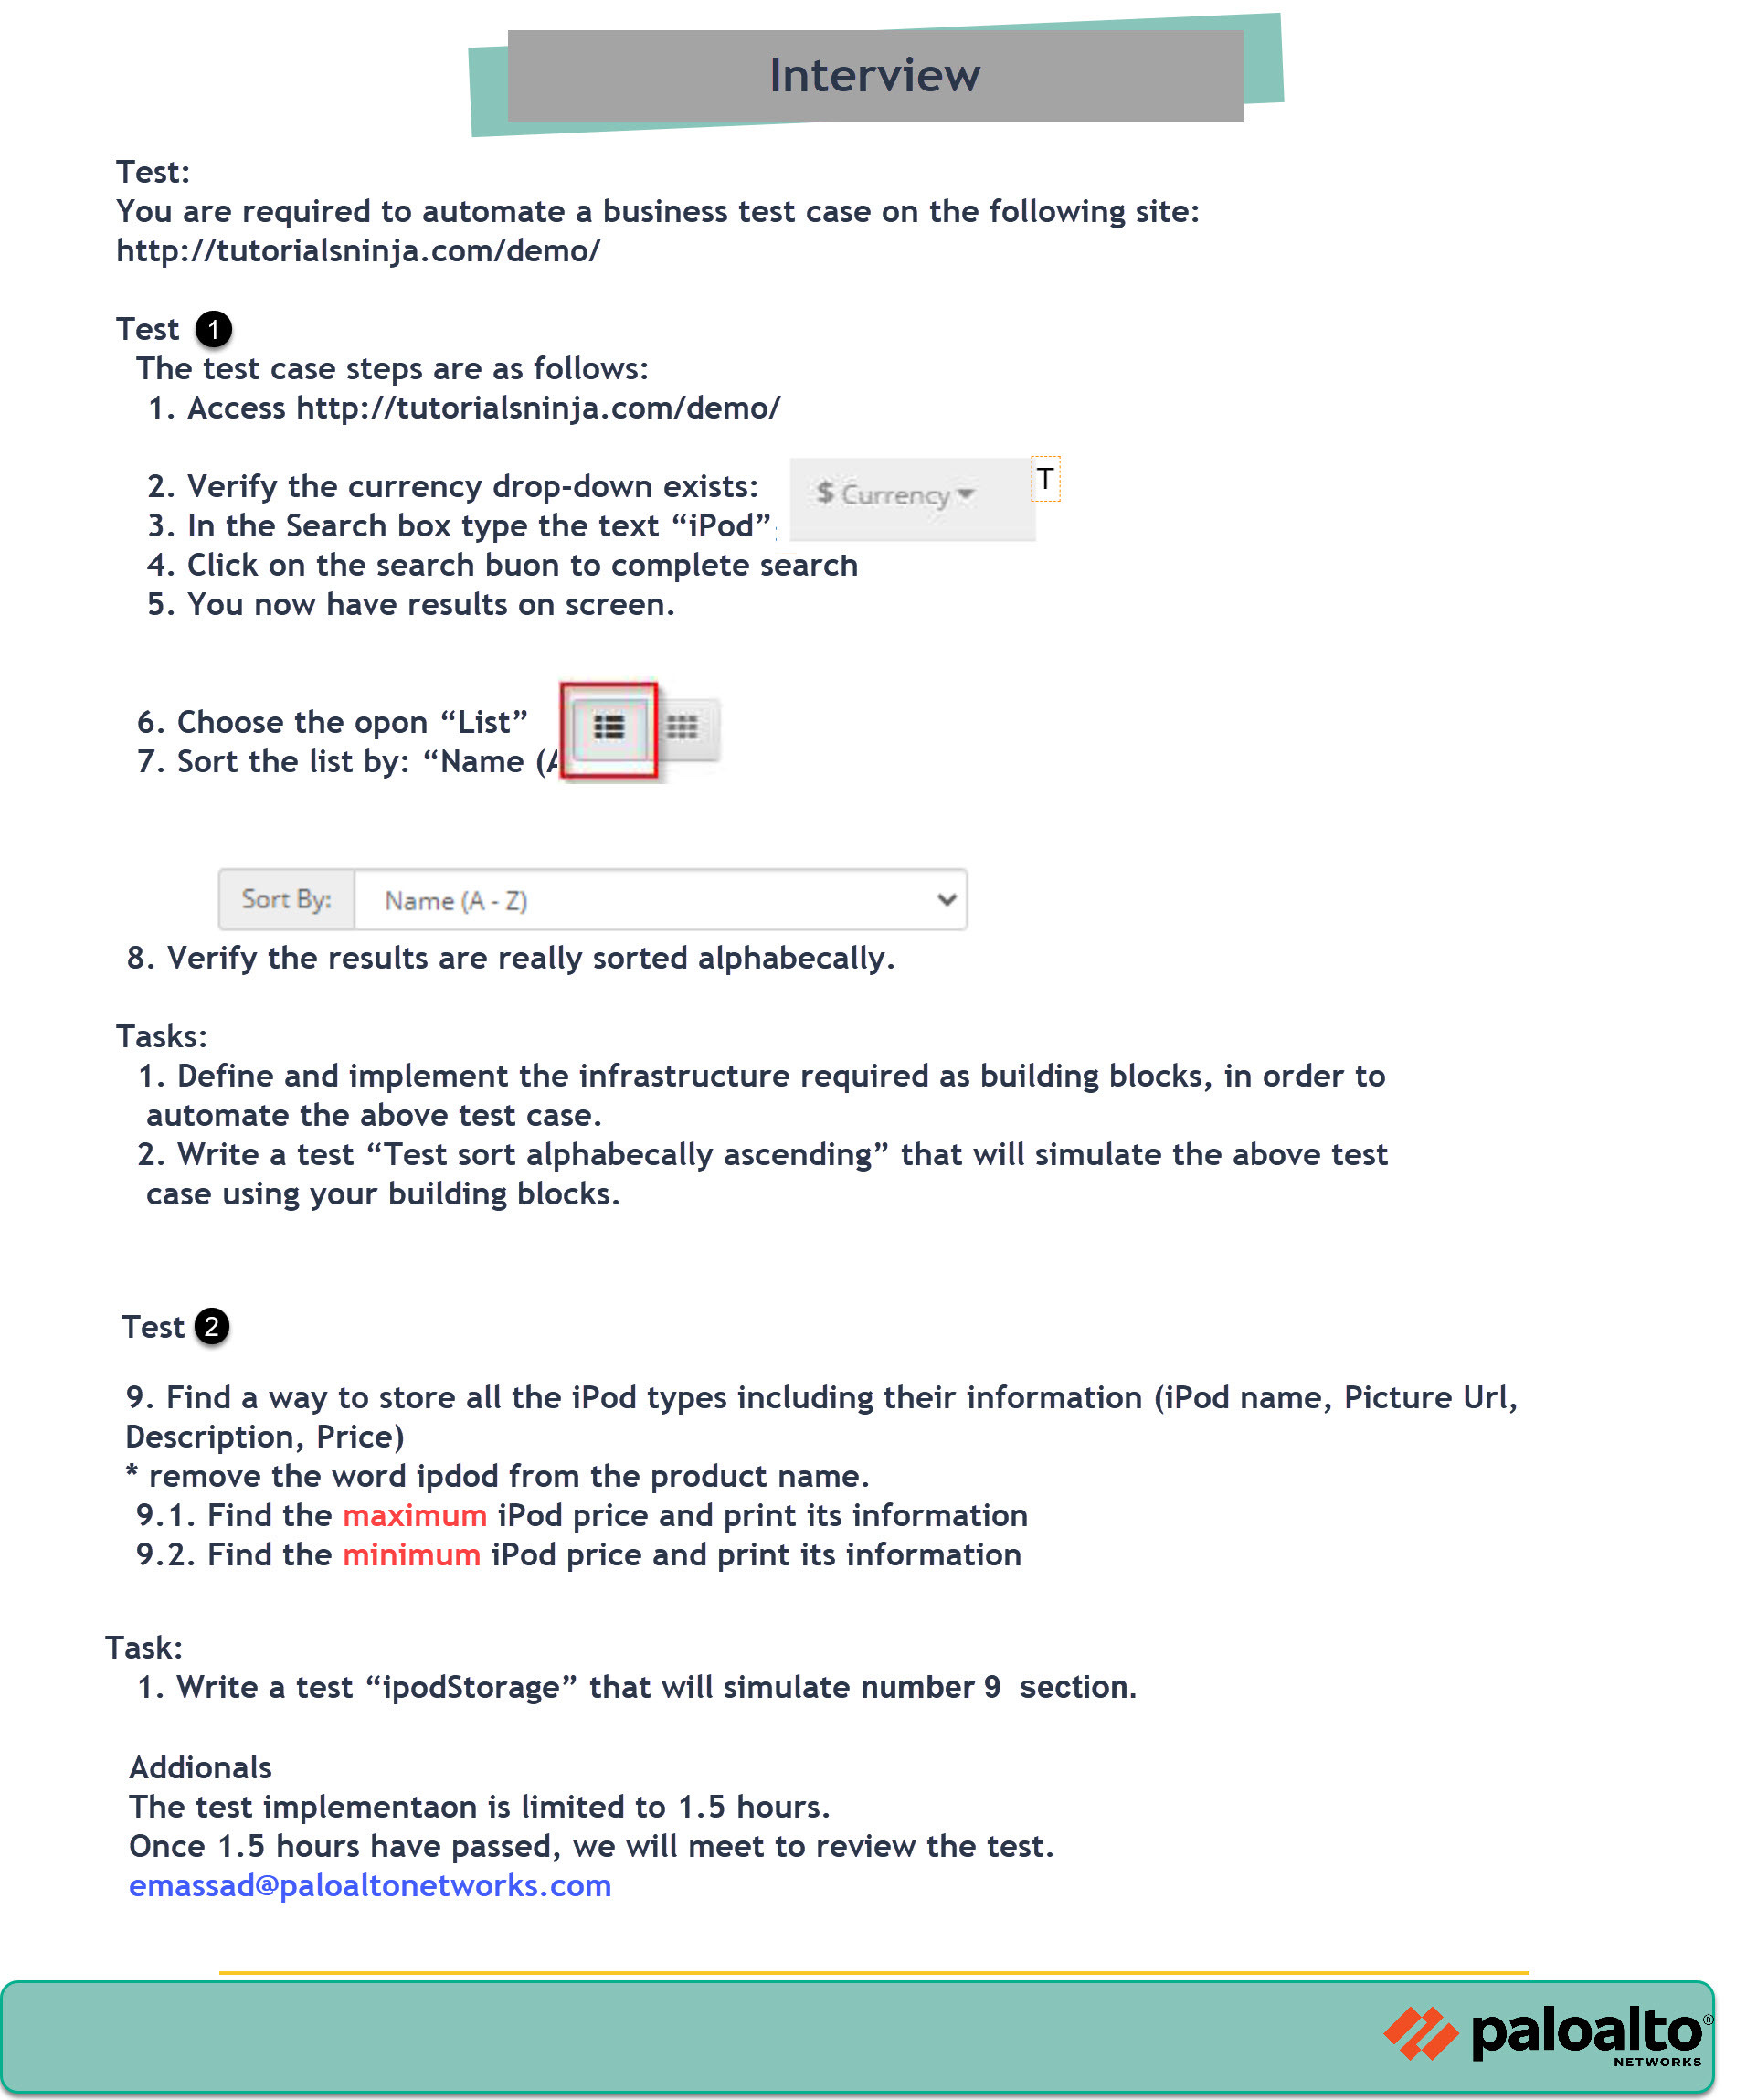 Interview
Test:
You are required to automate a business test case on the following site:
http://tutorialsninja.com/demo/
Test 1
The test case steps are as follows:
1. Access http://tutorialsninja.com/demo/
2. Verify the currency drop-down exists:
$ Currency
T
3. In the Search box type the text “iPod”
4. Click on the search buon to complete search
5. You now have results on screen.
6. Choose the opon “List”
7. Sort the list by: “Name (A
Sort By: Name (A - Z)
8. Verify the results are really sorted alphabecally.
Tasks:
1. Define and implement the infrastructure required as building blocks, in order to
automate the above test case.
2. Write a test “Test sort alphabecally ascending” that will simulate the above test
case using your building blocks.
Test 2
9. Find a way to store all the iPod types including their information (iPod name, Picture Url,
Description, Price)
* remove the word ipdod from the product name.
9.1. Find the maximum iPod price and print its information
9.2. Find the minimum iPod price and print its information
Task:
1. Write a test “ipodStorage” that will simulate number 9 section.
Addionals
The test implementaon is limited to 1.5 hours.
Once 1.5 hours have passed, we will meet to review the test.
emassad@paloaltonetworks.com
paloalto®
NETWORKS